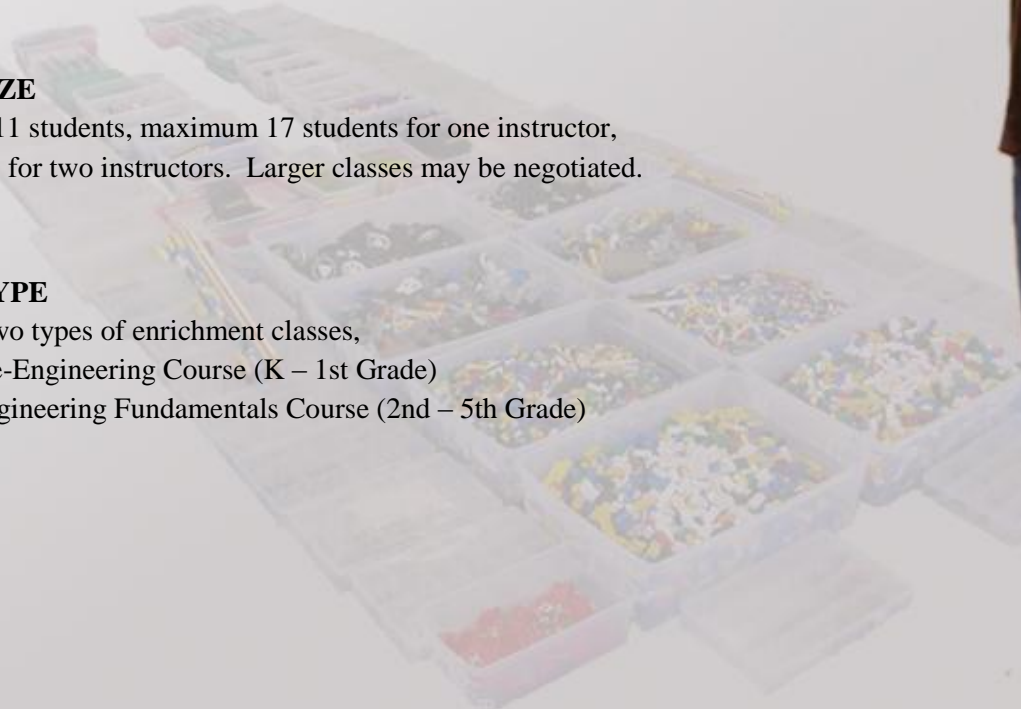 ZE
11 students, maximum 17 students for one instructor,
for two instructors.  Larger classes may be negotiated.
YPE
wo types of enrichment classes,
e-Engineering Course (K – 1st Grade)
gineering Fundamentals Course (2nd – 5th Grade)